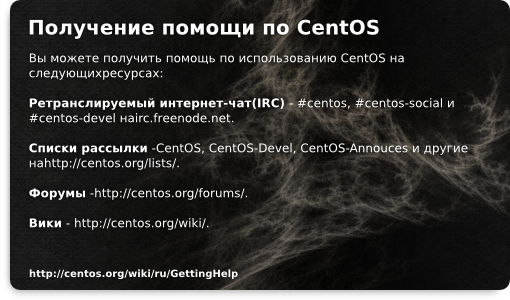 Получение помощи по CentOS
Вы можете получить помощь по использованию CentOS на
следующихресурсах:
Ретранслируемый интернет-чат(IRC) - #centos, #centos-social и
#centos-devel наirc.freenode.net.
Списки рассылки -CentOS, CentOS-Devel, CentOS-Annouces и другие
наhttp://centos.org/lists/.
Форумы -http://centos.org/forums/.
Вики - http://centos.org/wiki/.
http://centos.org/wiki/ru/GettingHelp